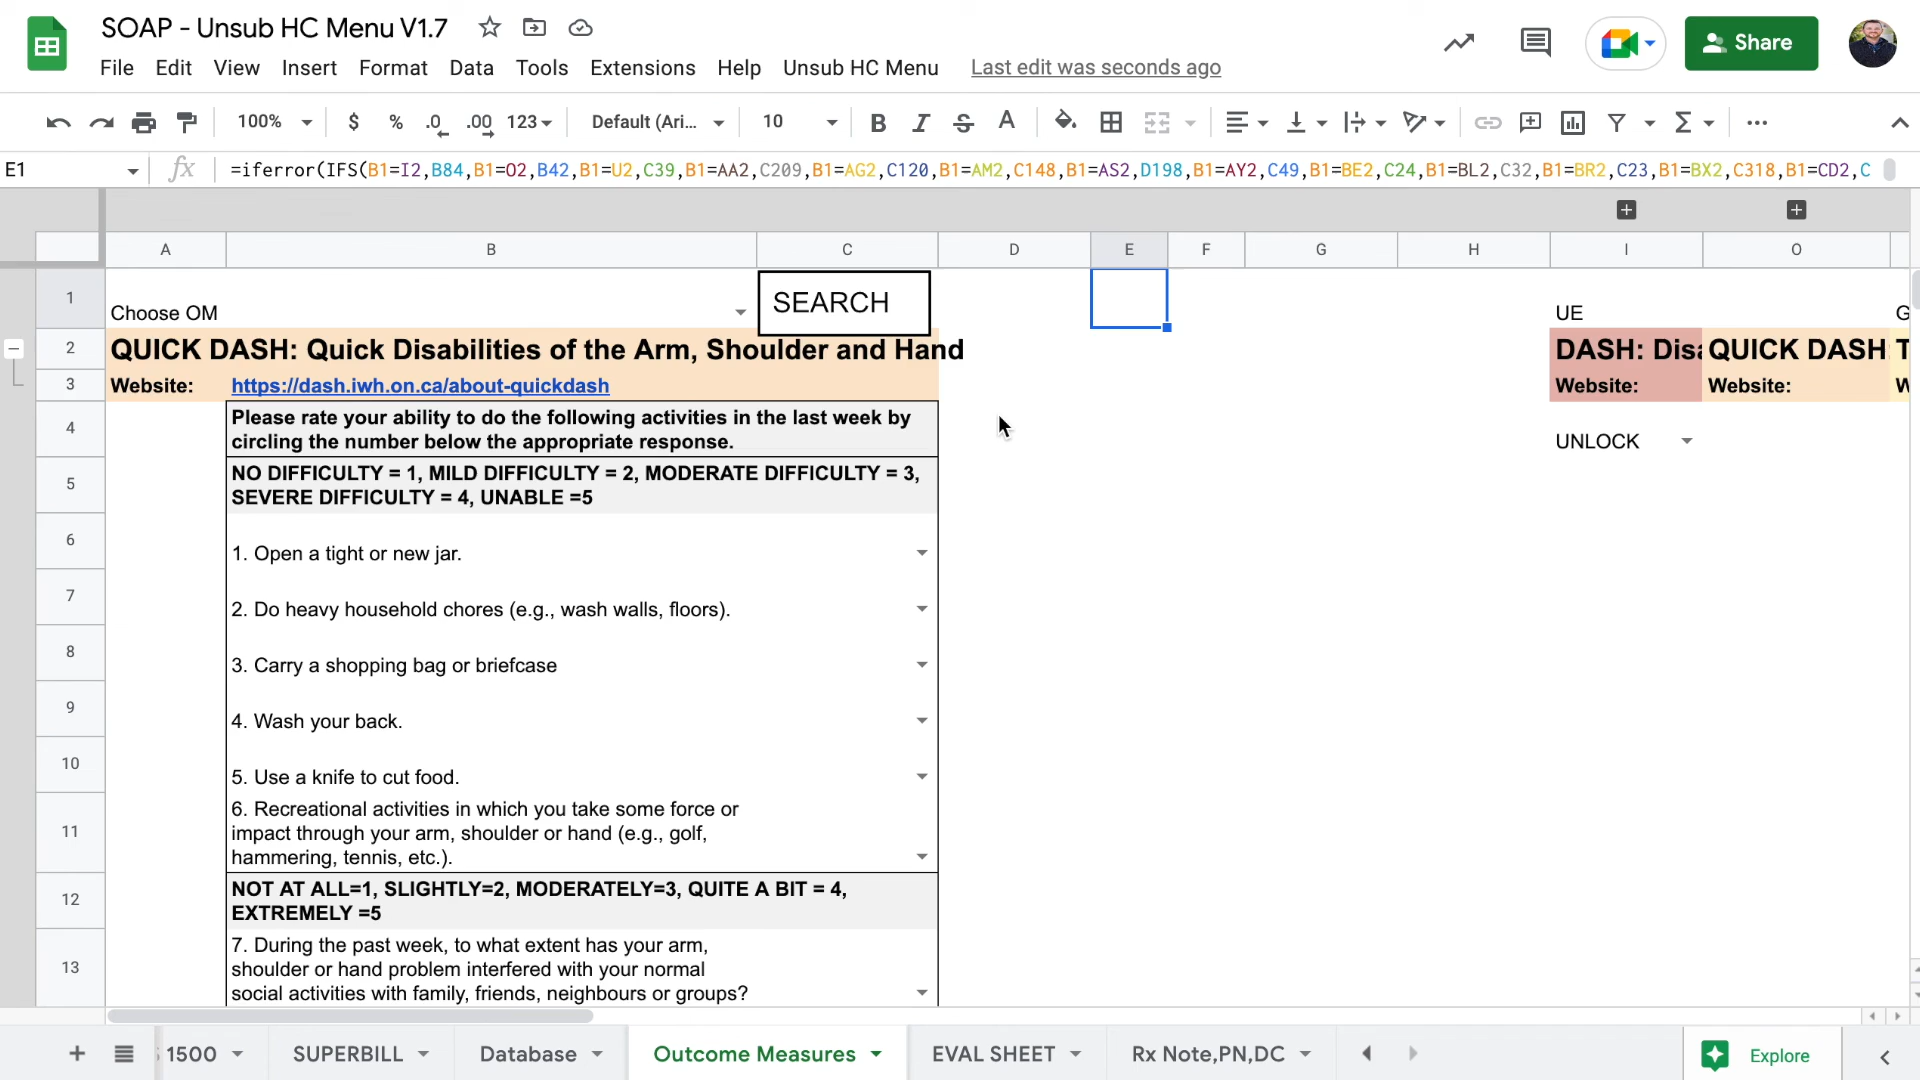 SOAP - Unsub HC Menu V1.7
Share
File Edit View Insert Format Data Tools Extensions Help Unsub HC Menu Last edit was seconds ago
100% $ % .0 .00 123 Default (Ari... 10 B I S A Σ
E1 fx =iferror(IFS(B1=I2,B84,B1=O2,B42,B1=U2,C39,B1=AA2,C209,B1=AG2,C120,B1=AM2,C148,B1=AS2,D198,B1=AY2,C49,B1=BE2,C24,B1=BL2,C32,B1=BR2,C23,B1=BX2,C318,B1=CD2,C
A B C D E F G H I O
1 Choose OM SEARCH UE G
2 QUICK DASH: Quick Disabilities of the Arm, Shoulder and Hand DASH: Disa QUICK DASH T
3 Website: https://dash.iwh.on.ca/about-quickdash Website: Website: W
4 Please rate your ability to do the following activities in the last week by
circling the number below the appropriate response. UNLOCK
5 NO DIFFICULTY = 1, MILD DIFFICULTY = 2, MODERATE DIFFICULTY = 3,
SEVERE DIFFICULTY = 4, UNABLE =5
6 1. Open a tight or new jar.
7 2. Do heavy household chores (e.g., wash walls, floors).
8 3. Carry a shopping bag or briefcase
9 4. Wash your back.
10 5. Use a knife to cut food.
6. Recreational activities in which you take some force or
11 impact through your arm, shoulder or hand (e.g., golf,
hammering, tennis, etc.).
12 NOT AT ALL=1, SLIGHTLY=2, MODERATELY=3, QUITE A BIT = 4,
EXTREMELY =5
7. During the past week, to what extent has your arm,
13 shoulder or hand problem interfered with your normal
social activities with family, friends, neighbours or groups?
1500 SUPERBILL Database Outcome Measures EVAL SHEET Rx Note,PN,DC Explore